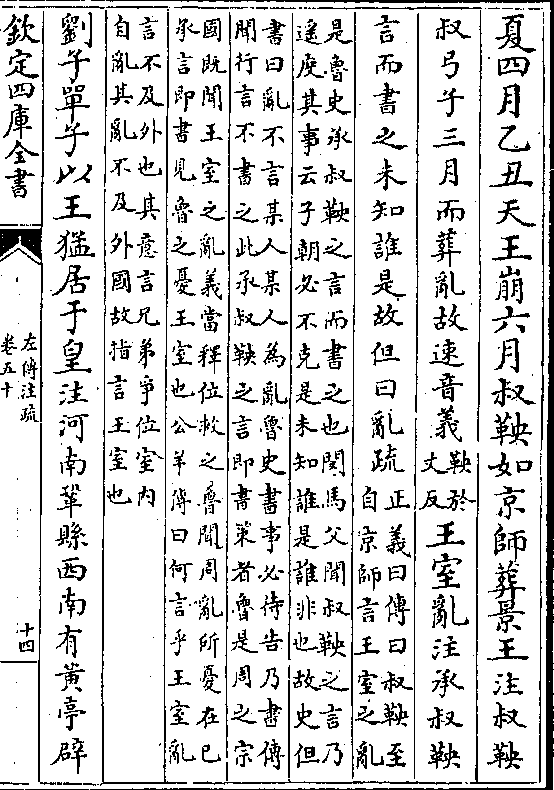 夏四月乙丑天王崩六月叔鞅如京師葬景王注叔鞅
叔弓子三月而葬亂故速音義鞅於
丈反王室亂注承叔鞅
言而書之未知誰是故但曰亂疏正義曰傳曰叔鞅至
自京師言王室之亂
是魯史承叔鞅之言而書之也閔馬父聞叔鞅之言乃
遙度其事云子朝必不克是未知誰是誰非也故史但
書曰亂不言某人某人為亂魯史書事必待告乃書傳
聞行言不書之此承叔鞅之言即書策者魯是周之宗
國既聞王室之亂義當釋位救之魯聞周亂所憂在已
承言即書見魯之憂王室也公羊傳曰何言乎王室亂
言不及外也其意言兄弟爭位室内
自亂其亂不及外國故指言王室也
劉子單子以王猛居于皇注河南鞏縣西南有黄亭辟
欽定四庫全書
左傳注疏
卷五十
十四